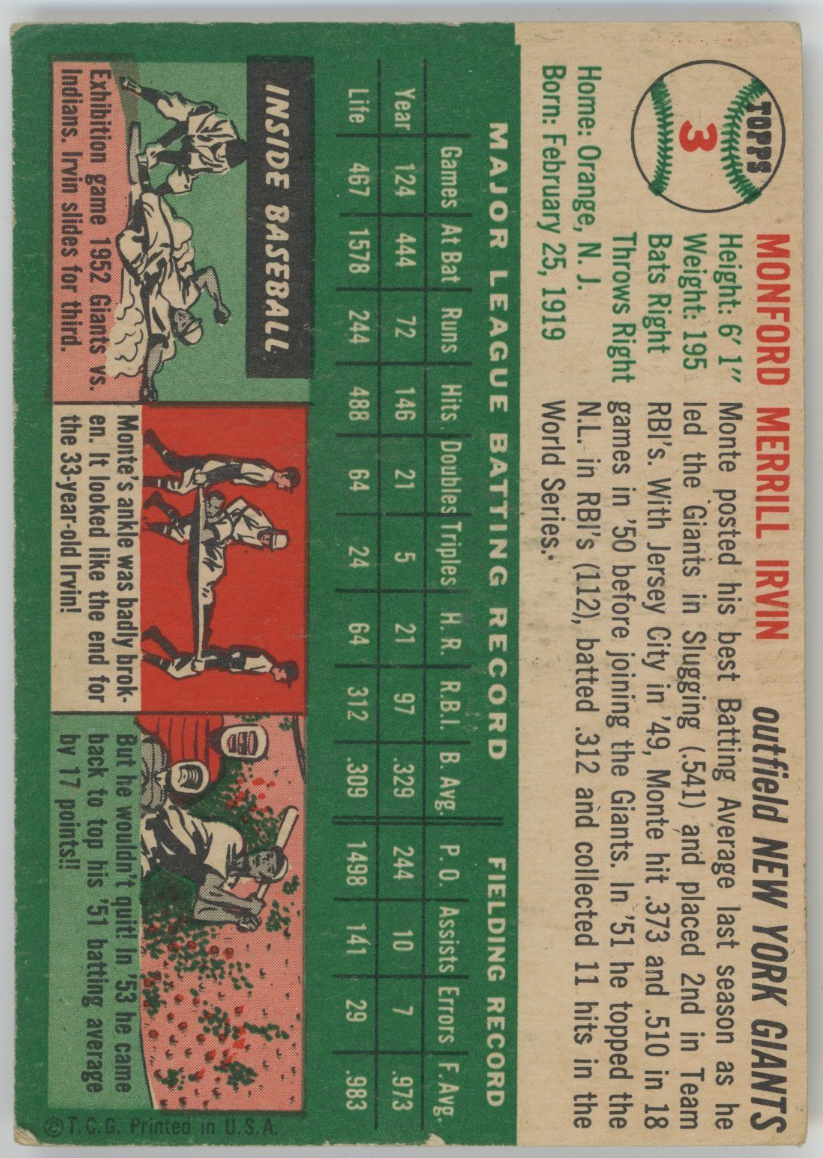 TOPPS
3
MONFORD MERRILL IRVIN outfield NEW YORK GIANTS
Height: 6' 1"
Weight: 195
Bats Right
Throws Right
Home: Orange, N. J.
Born: February 25, 1919
Monte posted his best Batting Average last season as he
led the Giants in Slugging (.541) and placed 2nd in Team
RBI's. With Jersey City in '49, Monte hit .373 and .510 in 18
games in '50 before joining the Giants. In '51 he topped the
N.L. in RBI's (112), batted .312 and collected 11 hits in the
World Series.
MAJOR LEAGUE BATTING RECORD FIELDING RECORD
Games At Bat Runs Hits Doubles Triples H. R. R.B.I. B. Avg. P. O. Assists Errors F. Avg.
Year 124 444 72 146 21 5 21 97 .329 244 10 7 .973
Life 467 1578 244 488 64 24 64 312 .309 1498 141 29 .983
INSIDE BASEBALL
Exhibition game 1952 Giants vs.
Indians. Irvin slides for third.
Monte's ankle was badly brok-
en. It looked like the end for
the 33-year-old Irvin!
But he wouldn't quit! In '53 he came
back to top his '51 batting average
by 17 points!!
© T. C. G. Printed in U. S. A.